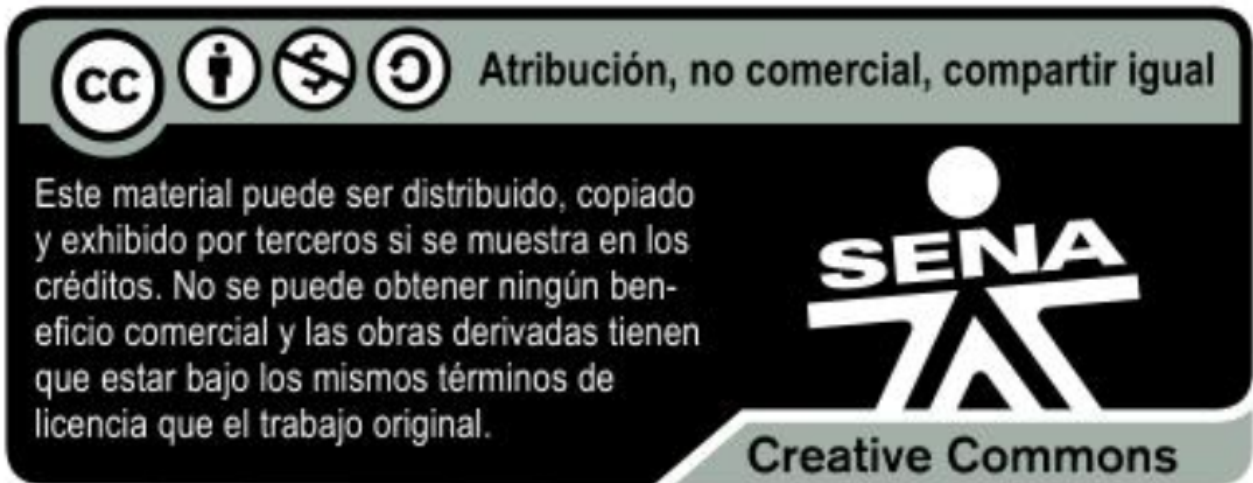 cc Atribución, no comercial, compartir igual
Este material puede ser distribuido, copiado
y exhibido por terceros si se muestra en los
créditos. No se puede obtener ningún ben-
eficio comercial y las obras derivadas tienen
que estar bajo los mismos términos de
licencia que el trabajo original.
SENA
Creative Commons